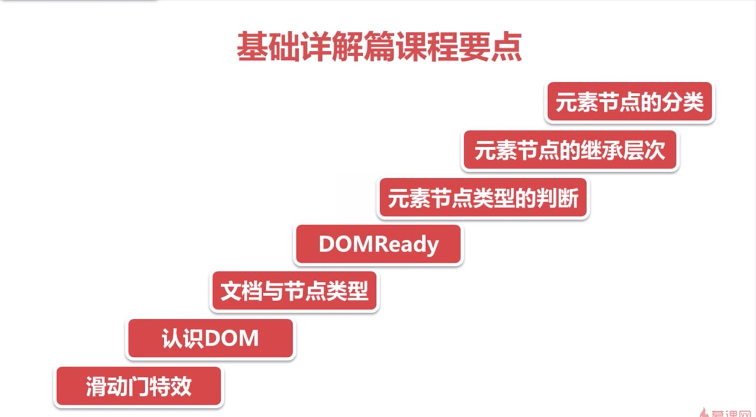 基础详解篇课程要点
元素节点的分类
元素节点的继承层次
元素节点类型的判断
DOMReady
文档与节点类型
认识DOM
滑动门特效
慕课网